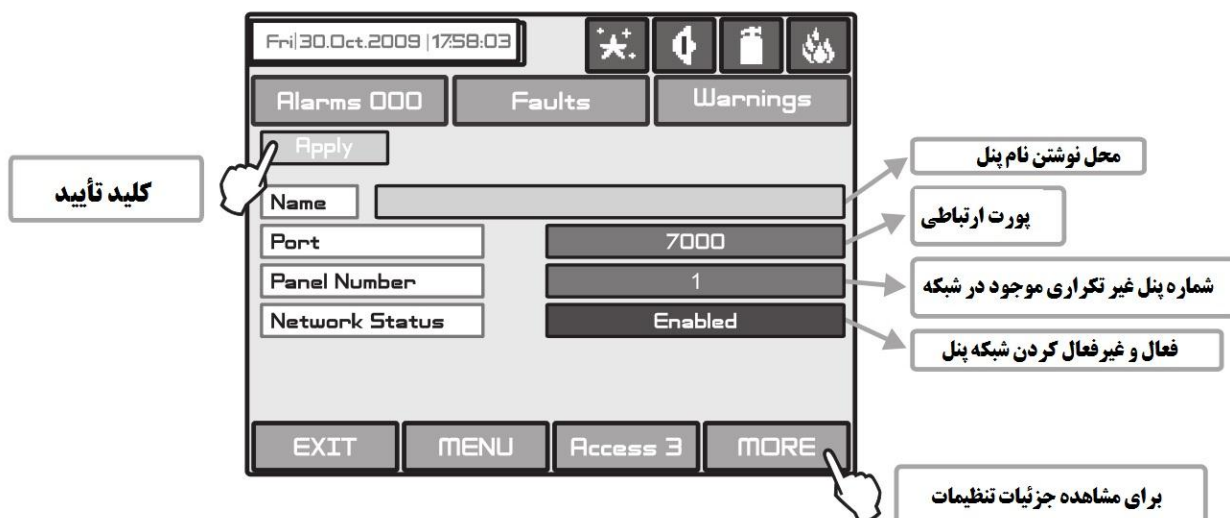 Fri|30.Oct.2009|17:58:03
Alarms 000
Faults
Warnings
Apply
Name
Port
7000
Panel Number
1
Network Status
Enabled
EXIT
MENU
Access 3
MORE
کلید تأیید
محل نوشتن نام پنل
پورت ارتباطی
شماره پنل غیر تکراری موجود در شبکه
فعال و غیرفعال کردن شبکه پنل
برای مشاهده جزئیات تنظیمات